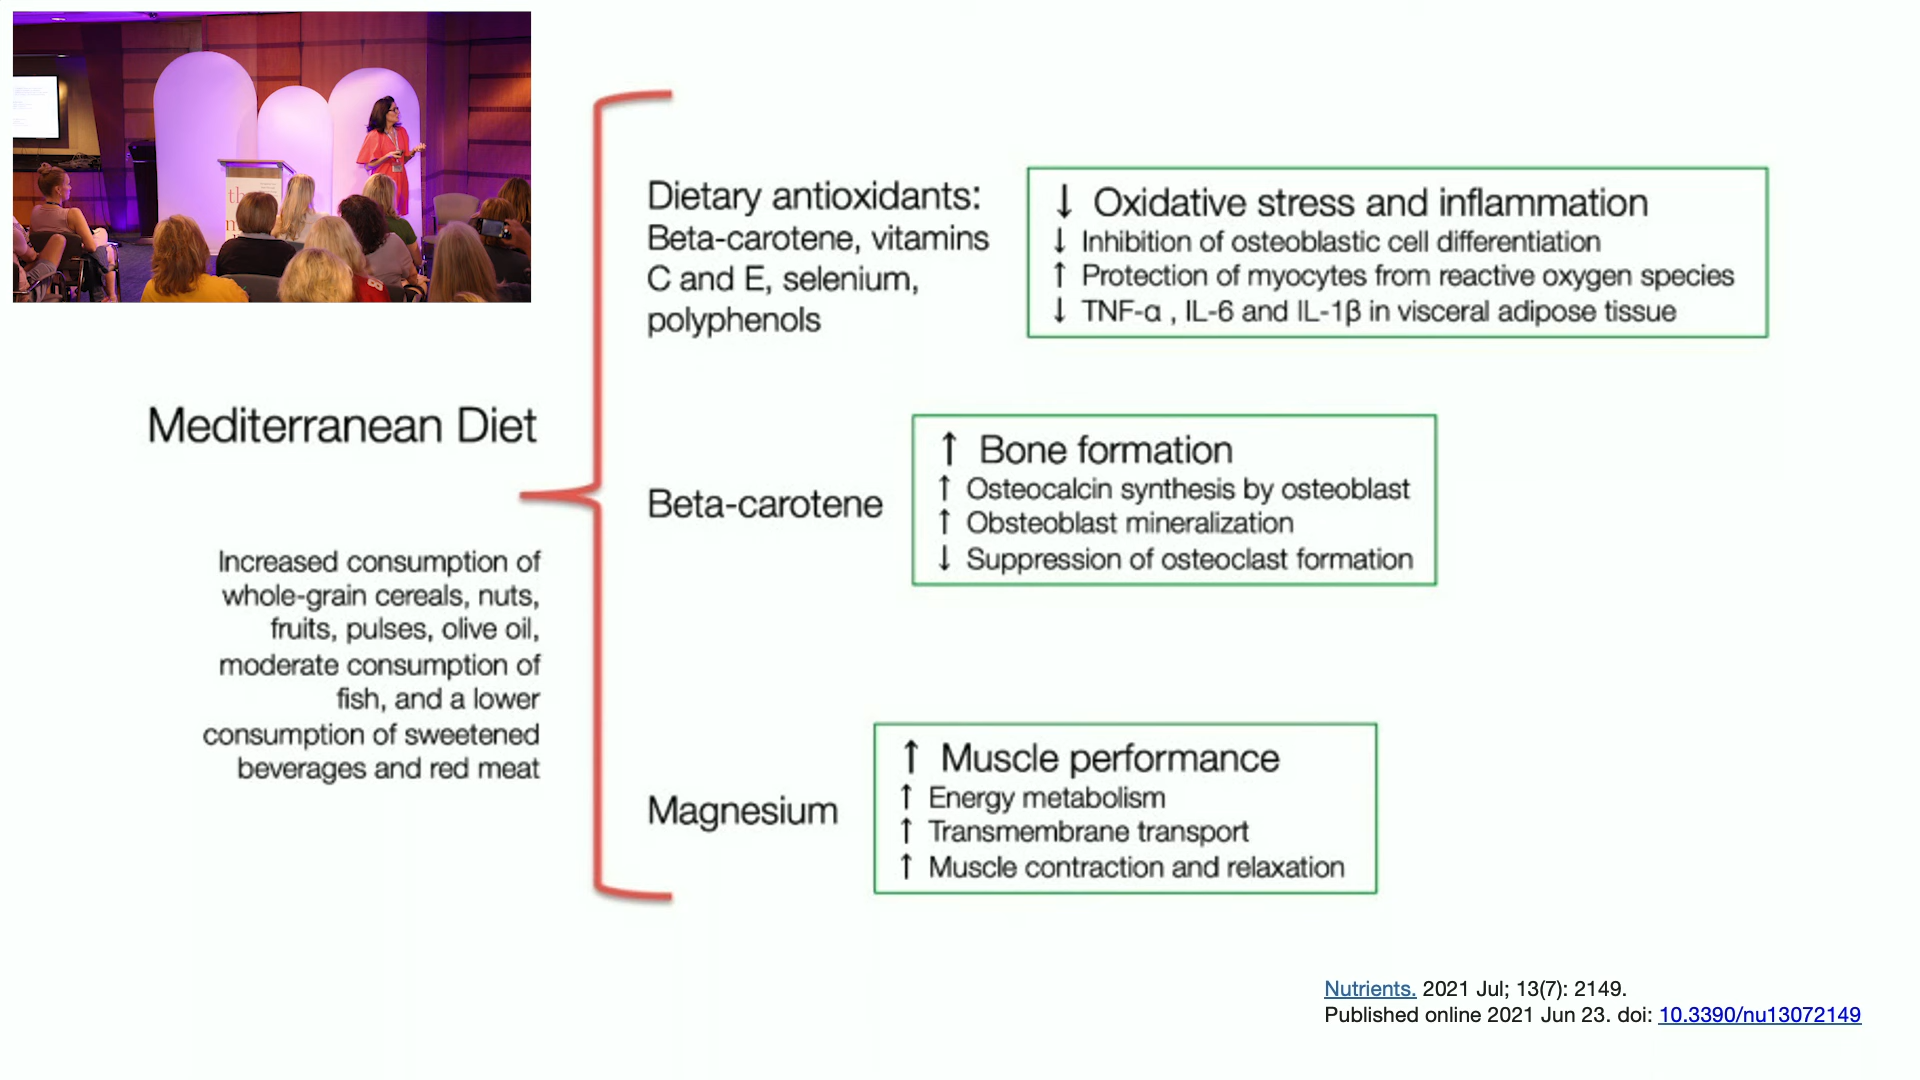 Mediterranean Diet
Increased consumption of
whole-grain cereals, nuts,
fruits, pulses, olive oil,
moderate consumption of
fish, and a lower
consumption of sweetened
beverages and red meat
Dietary antioxidants:
Beta-carotene, vitamins
C and E, selenium,
polyphenols
↓ Oxidative stress and inflammation
↓ Inhibition of osteoblastic cell differentiation
↑ Protection of myocytes from reactive oxygen species
↓ TNF-α , IL-6 and IL-1β in visceral adipose tissue
Beta-carotene
↑ Bone formation
↑ Osteocalcin synthesis by osteoblast
↑ Obsteoblast mineralization
↓ Suppression of osteoclast formation
Magnesium
↑ Muscle performance
↑ Energy metabolism
↑ Transmembrane transport
↑ Muscle contraction and relaxation
Nutrients. 2021 Jul; 13(7): 2149.
Published online 2021 Jun 23. doi: 10.3390/nu13072149